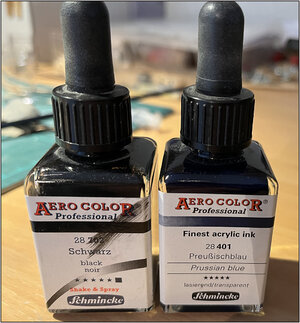 AERO COLOR®
Professional
28 702
Schwarz
black
noir
★★★★★
Shake & Spray
Schmincke
AERO COLOR®
Professional
Finest acrylic ink
28 401
Preußischblau
Prussian blue
lasierend/transparent
Schmincke